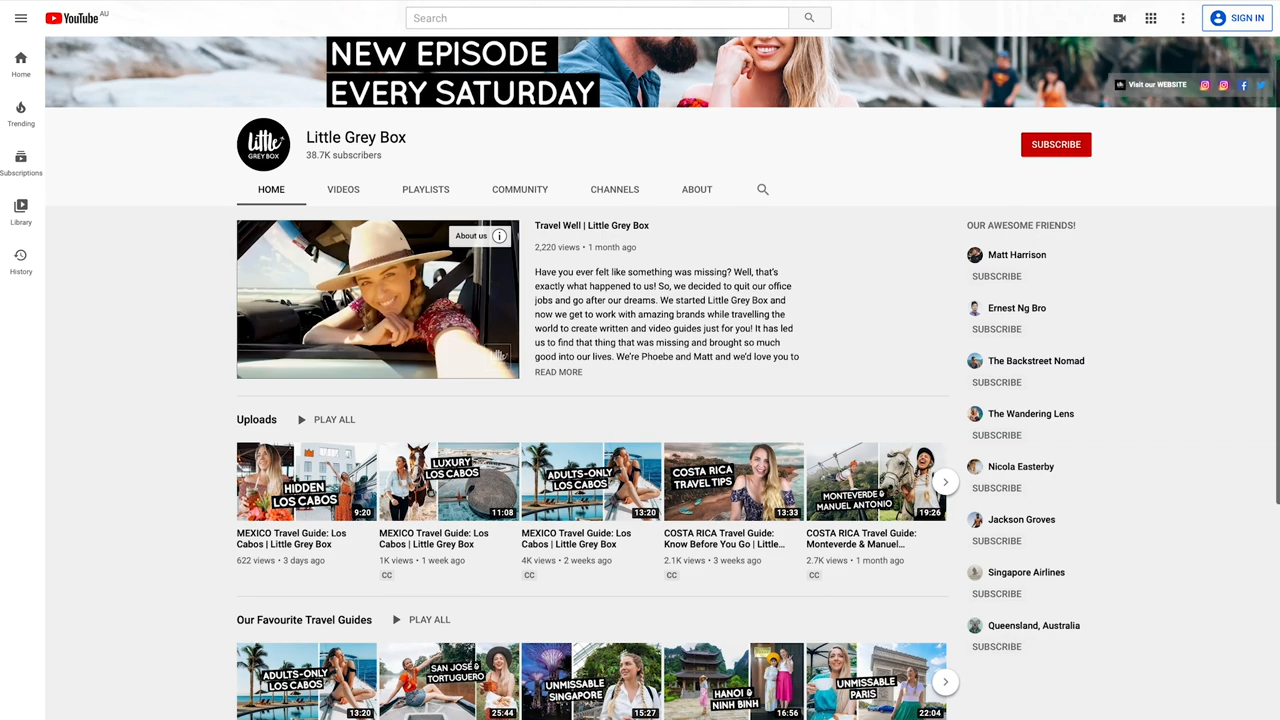 YouTube AU
Search
SIGN IN
Home
Trending
Subscriptions
Library
History
NEW EPISODE
EVERY SATURDAY
Visit our WEBSITE
Little GREY BOX
Little Grey Box
38.7K subscribers
SUBSCRIBE
HOME VIDEOS PLAYLISTS COMMUNITY CHANNELS ABOUT
About us
Travel Well | Little Grey Box
2,220 views • 1 month ago
Have you ever felt like something was missing? Well, that's
exactly what happened to us! So, we decided to quit our office
jobs and go after our dreams. We started Little Grey Box and
now we get to work with amazing brands while travelling the
world to create written and video guides just for you! It has led
us to find that thing that was missing and brought so much
good into our lives. We're Phoebe and Matt and we'd love you to
READ MORE
OUR AWESOME FRIENDS!
Matt Harrison
SUBSCRIBE
Ernest Ng Bro
SUBSCRIBE
The Backstreet Nomad
SUBSCRIBE
The Wandering Lens
SUBSCRIBE
Nicola Easterby
SUBSCRIBE
Jackson Groves
SUBSCRIBE
Singapore Airlines
SUBSCRIBE
Queensland, Australia
SUBSCRIBE
Uploads PLAY ALL
HIDDEN
LOS CABOS
9:20
MEXICO Travel Guide: Los
Cabos | Little Grey Box
622 views • 3 days ago
LUXURY
LOS CABOS
11:08
MEXICO Travel Guide: Los
Cabos | Little Grey Box
1K views • 1 week ago
CC
ADULTS-ONLY
LOS CABOS
13:20
MEXICO Travel Guide: Los
Cabos | Little Grey Box
4K views • 2 weeks ago
CC
COSTA RICA
TRAVEL TIPS
13:33
COSTA RICA Travel Guide:
Know Before You Go | Little...
2.1K views • 3 weeks ago
CC
MONTEVERDE &
MANUEL ANTONIO
19:26
COSTA RICA Travel Guide:
Monteverde & Manuel...
2.7K views • 1 month ago
CC
Our Favourite Travel Guides PLAY ALL
ADULTS-ONLY
LOS CABOS
13:20
SAN JOSÉ &
TORTUGUERO
25:44
UNMISSABLE
SINGAPORE
15:27
HANOI &
NINH BINH
16:56
UNMISSABLE
PARIS
22:04